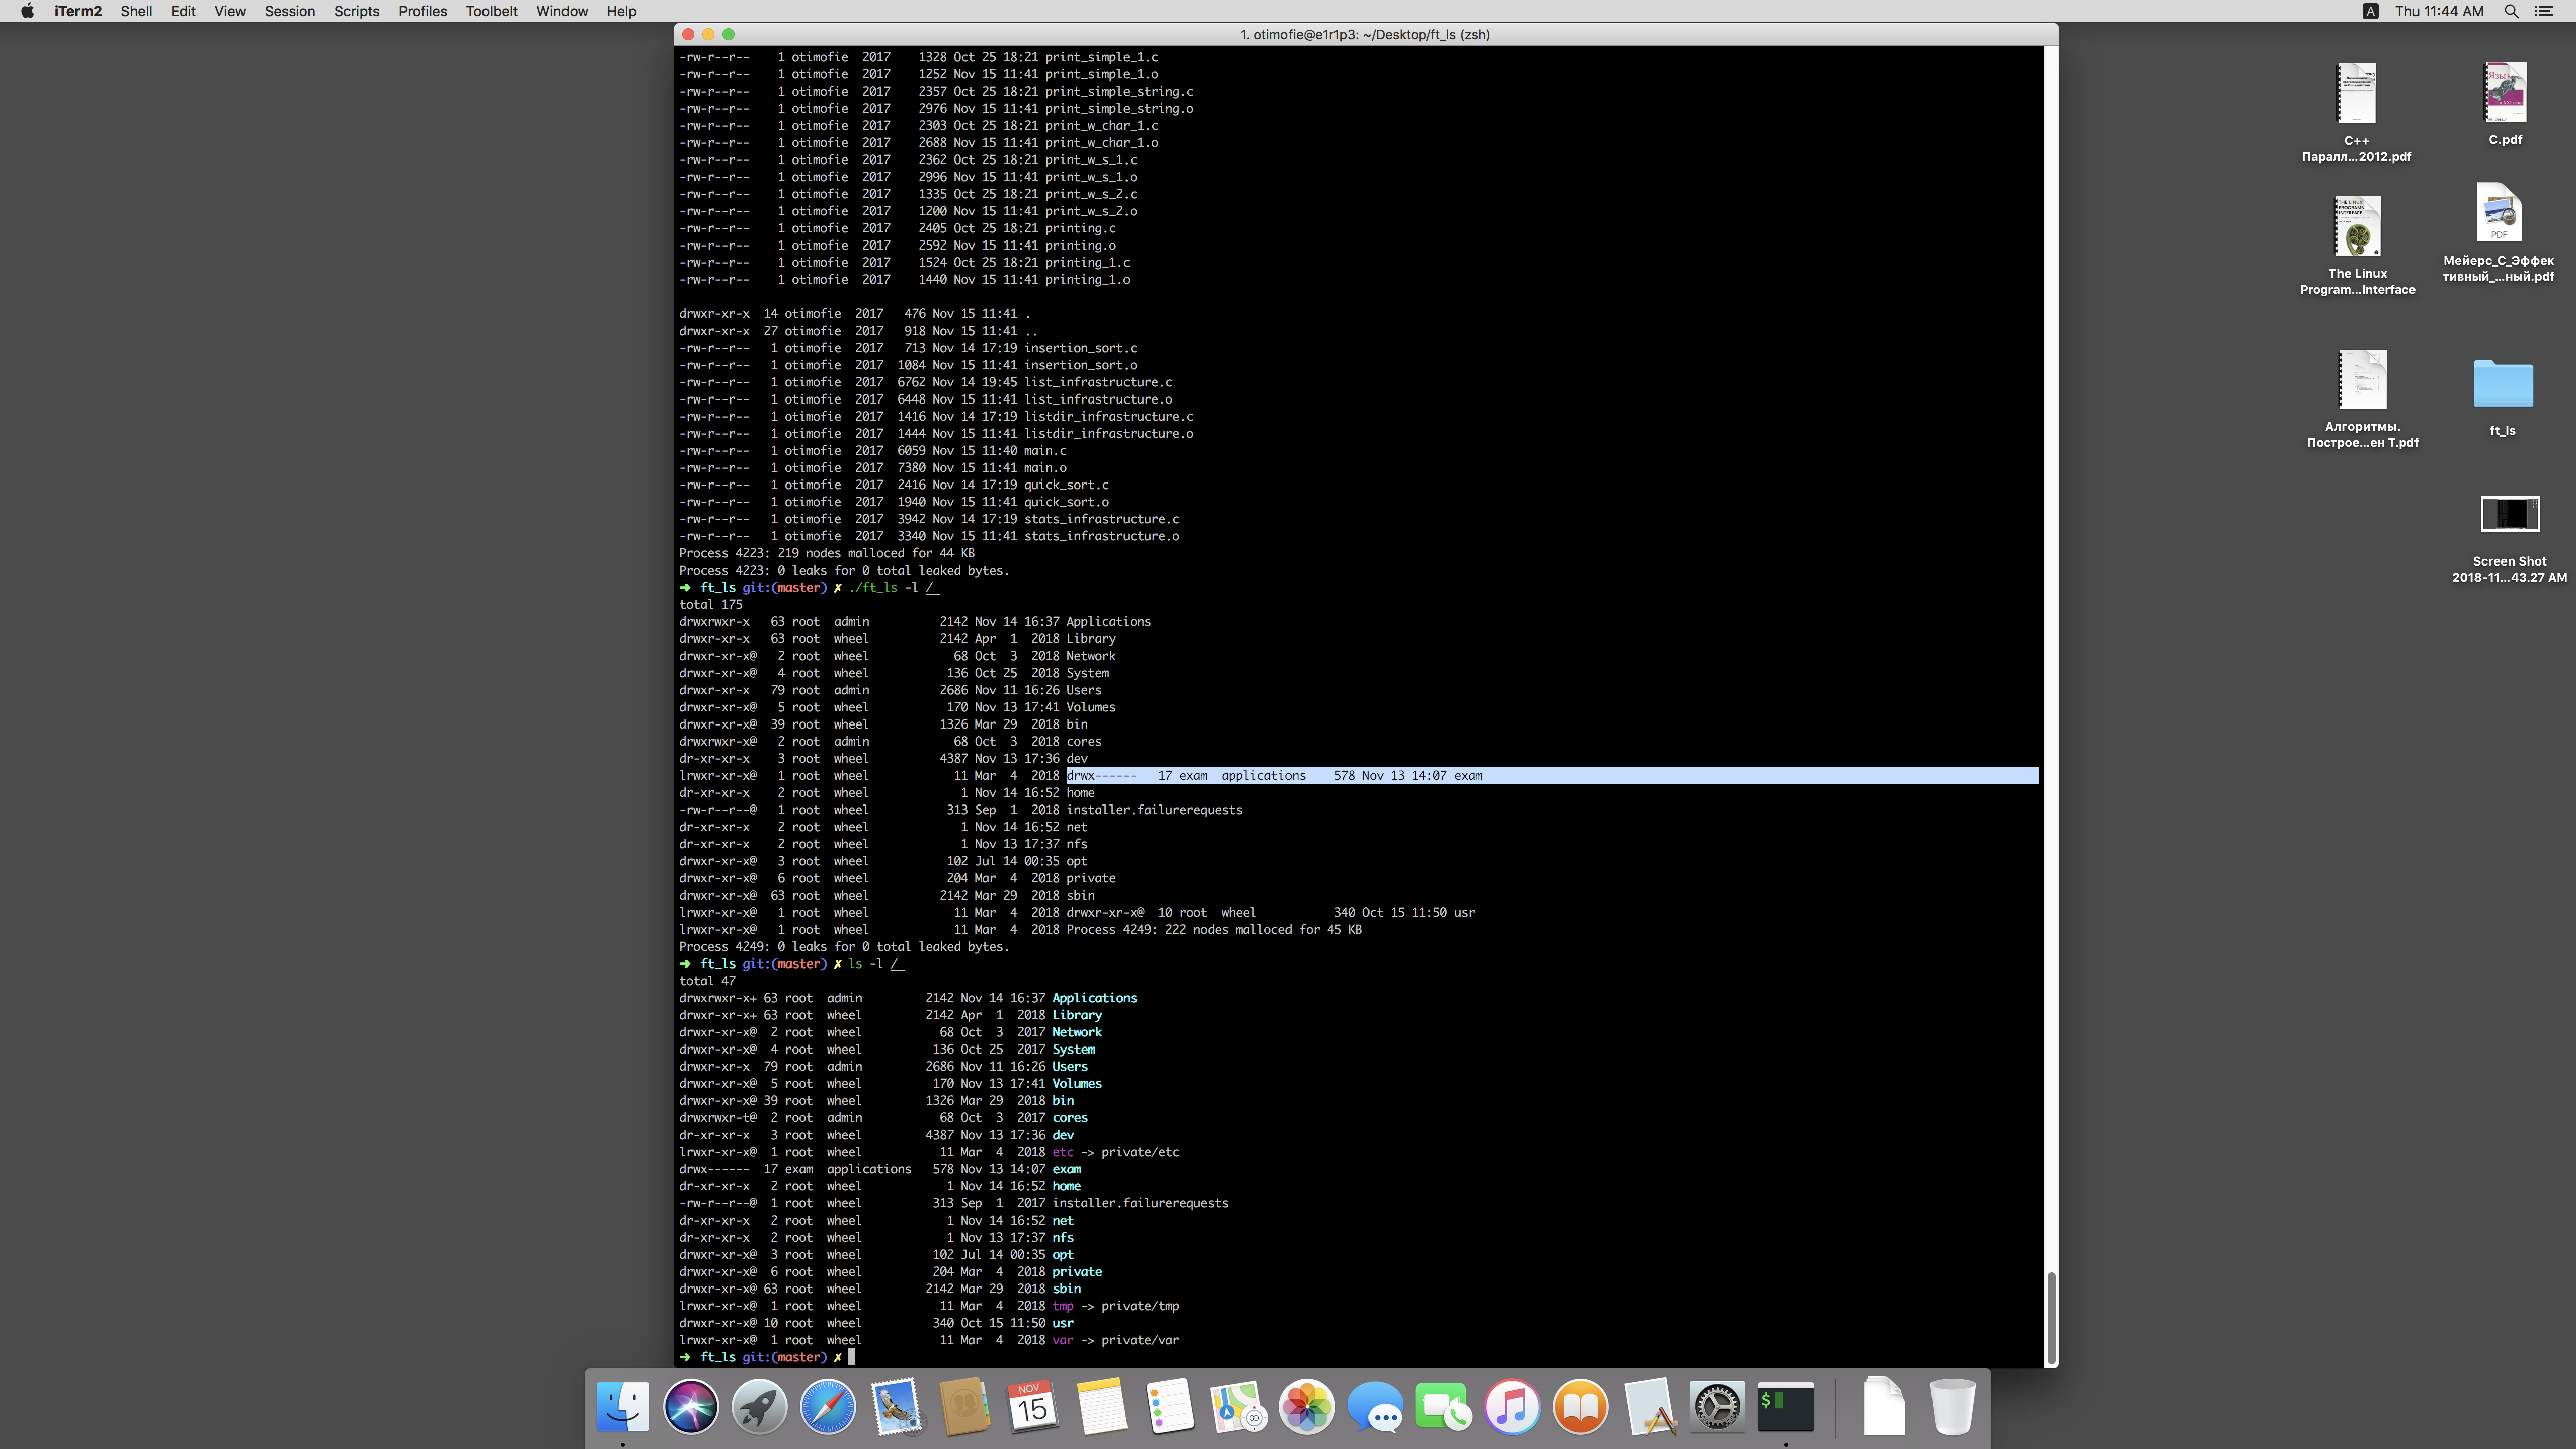 iTerm2 Shell Edit View Session Scripts Profiles Toolbelt Window Help
A Thu 11:44 AM
1. otimofie@e1r1p3: ~/Desktop/ft_ls (zsh)
-rw-r--r-- 1 otimofie 2017 1328 Oct 25 18:21 print_simple_1.c
-rw-r--r-- 1 otimofie 2017 1252 Nov 15 11:41 print_simple_1.o
-rw-r--r-- 1 otimofie 2017 2357 Oct 25 18:21 print_simple_string.c
-rw-r--r-- 1 otimofie 2017 2976 Nov 15 11:41 print_simple_string.o
-rw-r--r-- 1 otimofie 2017 2303 Oct 25 18:21 print_w_char_1.c
-rw-r--r-- 1 otimofie 2017 2688 Nov 15 11:41 print_w_char_1.o
-rw-r--r-- 1 otimofie 2017 2362 Oct 25 18:21 print_w_s_1.c
-rw-r--r-- 1 otimofie 2017 2996 Nov 15 11:41 print_w_s_1.o
-rw-r--r-- 1 otimofie 2017 1335 Oct 25 18:21 print_w_s_2.c
-rw-r--r-- 1 otimofie 2017 1200 Nov 15 11:41 print_w_s_2.o
-rw-r--r-- 1 otimofie 2017 2405 Oct 25 18:21 printing.c
-rw-r--r-- 1 otimofie 2017 2592 Nov 15 11:41 printing.o
-rw-r--r-- 1 otimofie 2017 1524 Oct 25 18:21 printing_1.c
-rw-r--r-- 1 otimofie 2017 1440 Nov 15 11:41 printing_1.o
drwxr-xr-x 14 otimofie 2017 476 Nov 15 11:41 .
drwxr-xr-x 27 otimofie 2017 918 Nov 15 11:41 ..
-rw-r--r-- 1 otimofie 2017 713 Nov 14 17:19 insertion_sort.c
-rw-r--r-- 1 otimofie 2017 1084 Nov 15 11:41 insertion_sort.o
-rw-r--r-- 1 otimofie 2017 6762 Nov 14 19:45 list_infrastructure.c
-rw-r--r-- 1 otimofie 2017 6448 Nov 15 11:41 list_infrastructure.o
-rw-r--r-- 1 otimofie 2017 1416 Nov 14 17:19 listdir_infrastructure.c
-rw-r--r-- 1 otimofie 2017 1444 Nov 15 11:41 listdir_infrastructure.o
-rw-r--r-- 1 otimofie 2017 6059 Nov 15 11:40 main.c
-rw-r--r-- 1 otimofie 2017 7380 Nov 15 11:41 main.o
-rw-r--r-- 1 otimofie 2017 2416 Nov 14 17:19 quick_sort.c
-rw-r--r-- 1 otimofie 2017 1940 Nov 15 11:41 quick_sort.o
-rw-r--r-- 1 otimofie 2017 3942 Nov 14 17:19 stats_infrastructure.c
-rw-r--r-- 1 otimofie 2017 3340 Nov 15 11:41 stats_infrastructure.o
Process 4223: 219 nodes malloced for 44 KB
Process 4223: 0 leaks for 0 total leaked bytes.
➜ ft_ls git:(master) ✗ ./ft_ls -l /
total 175
drwxrwxr-x 63 root admin 2142 Nov 14 16:37 Applications
drwxr-xr-x 63 root wheel 2142 Apr 1 2018 Library
drwxr-xr-x@ 2 root wheel 68 Oct 3 2018 Network
drwxr-xr-x@ 4 root wheel 136 Oct 25 2018 System
drwxr-xr-x 79 root admin 2686 Nov 11 16:26 Users
drwxr-xr-x@ 5 root wheel 170 Nov 13 17:41 Volumes
drwxr-xr-x@ 39 root wheel 1326 Mar 29 2018 bin
drwxrwxr-x@ 2 root admin 68 Oct 3 2018 cores
dr-xr-xr-x 3 root wheel 4387 Nov 13 17:36 dev
lrwxr-xr-x@ 1 root wheel 11 Mar 4 2018 drwx------ 17 exam applications 578 Nov 13 14:07 exam
dr-xr-xr-x 2 root wheel 1 Nov 14 16:52 home
-rw-r--r--@ 1 root wheel 313 Sep 1 2018 installer.failurerequests
dr-xr-xr-x 2 root wheel 1 Nov 14 16:52 net
dr-xr-xr-x 2 root wheel 1 Nov 13 17:37 nfs
drwxr-xr-x@ 3 root wheel 102 Jul 14 00:35 opt
drwxr-xr-x@ 6 root wheel 204 Mar 4 2018 private
drwxr-xr-x@ 63 root wheel 2142 Mar 29 2018 sbin
lrwxr-xr-x@ 1 root wheel 11 Mar 4 2018 drwxr-xr-x@ 10 root wheel 340 Oct 15 11:50 usr
lrwxr-xr-x@ 1 root wheel 11 Mar 4 2018 Process 4249: 222 nodes malloced for 45 KB
Process 4249: 0 leaks for 0 total leaked bytes.
➜ ft_ls git:(master) ✗ ls -l /
total 47
drwxrwxr-x+ 63 root admin 2142 Nov 14 16:37 Applications
drwxr-xr-x+ 63 root wheel 2142 Apr 1 2018 Library
drwxr-xr-x@ 2 root wheel 68 Oct 3 2017 Network
drwxr-xr-x@ 4 root wheel 136 Oct 25 2017 System
drwxr-xr-x 79 root admin 2686 Nov 11 16:26 Users
drwxr-xr-x@ 5 root wheel 170 Nov 13 17:41 Volumes
drwxr-xr-x@ 39 root wheel 1326 Mar 29 2018 bin
drwxrwxr-t@ 2 root admin 68 Oct 3 2017 cores
dr-xr-xr-x 3 root wheel 4387 Nov 13 17:36 dev
lrwxr-xr-x@ 1 root wheel 11 Mar 4 2018 etc -> private/etc
drwx------ 17 exam applications 578 Nov 13 14:07 exam
dr-xr-xr-x 2 root wheel 1 Nov 14 16:52 home
-rw-r--r--@ 1 root wheel 313 Sep 1 2017 installer.failurerequests
dr-xr-xr-x 2 root wheel 1 Nov 14 16:52 net
dr-xr-xr-x 2 root wheel 1 Nov 13 17:37 nfs
drwxr-xr-x@ 3 root wheel 102 Jul 14 00:35 opt
drwxr-xr-x@ 6 root wheel 204 Mar 4 2018 private
drwxr-xr-x@ 63 root wheel 2142 Mar 29 2018 sbin
lrwxr-xr-x@ 1 root wheel 11 Mar 4 2018 tmp -> private/tmp
drwxr-xr-x@ 10 root wheel 340 Oct 15 11:50 usr
lrwxr-xr-x@ 1 root wheel 11 Mar 4 2018 var -> private/var
➜ ft_ls git:(master) ✗
C++
Паралл...2012.pdf
Язык
C.pdf
THE LINUX
PROGRAMMING
INTERFACE
The Linux
Program...Interface
PDF
Мейерс_С_Эффек
тивный_...ный.pdf
Алгоритмы.
Построе...ен Т.pdf
ft_ls
Screen Shot
2018-11...43.27 AM
NOV
15
3D
$